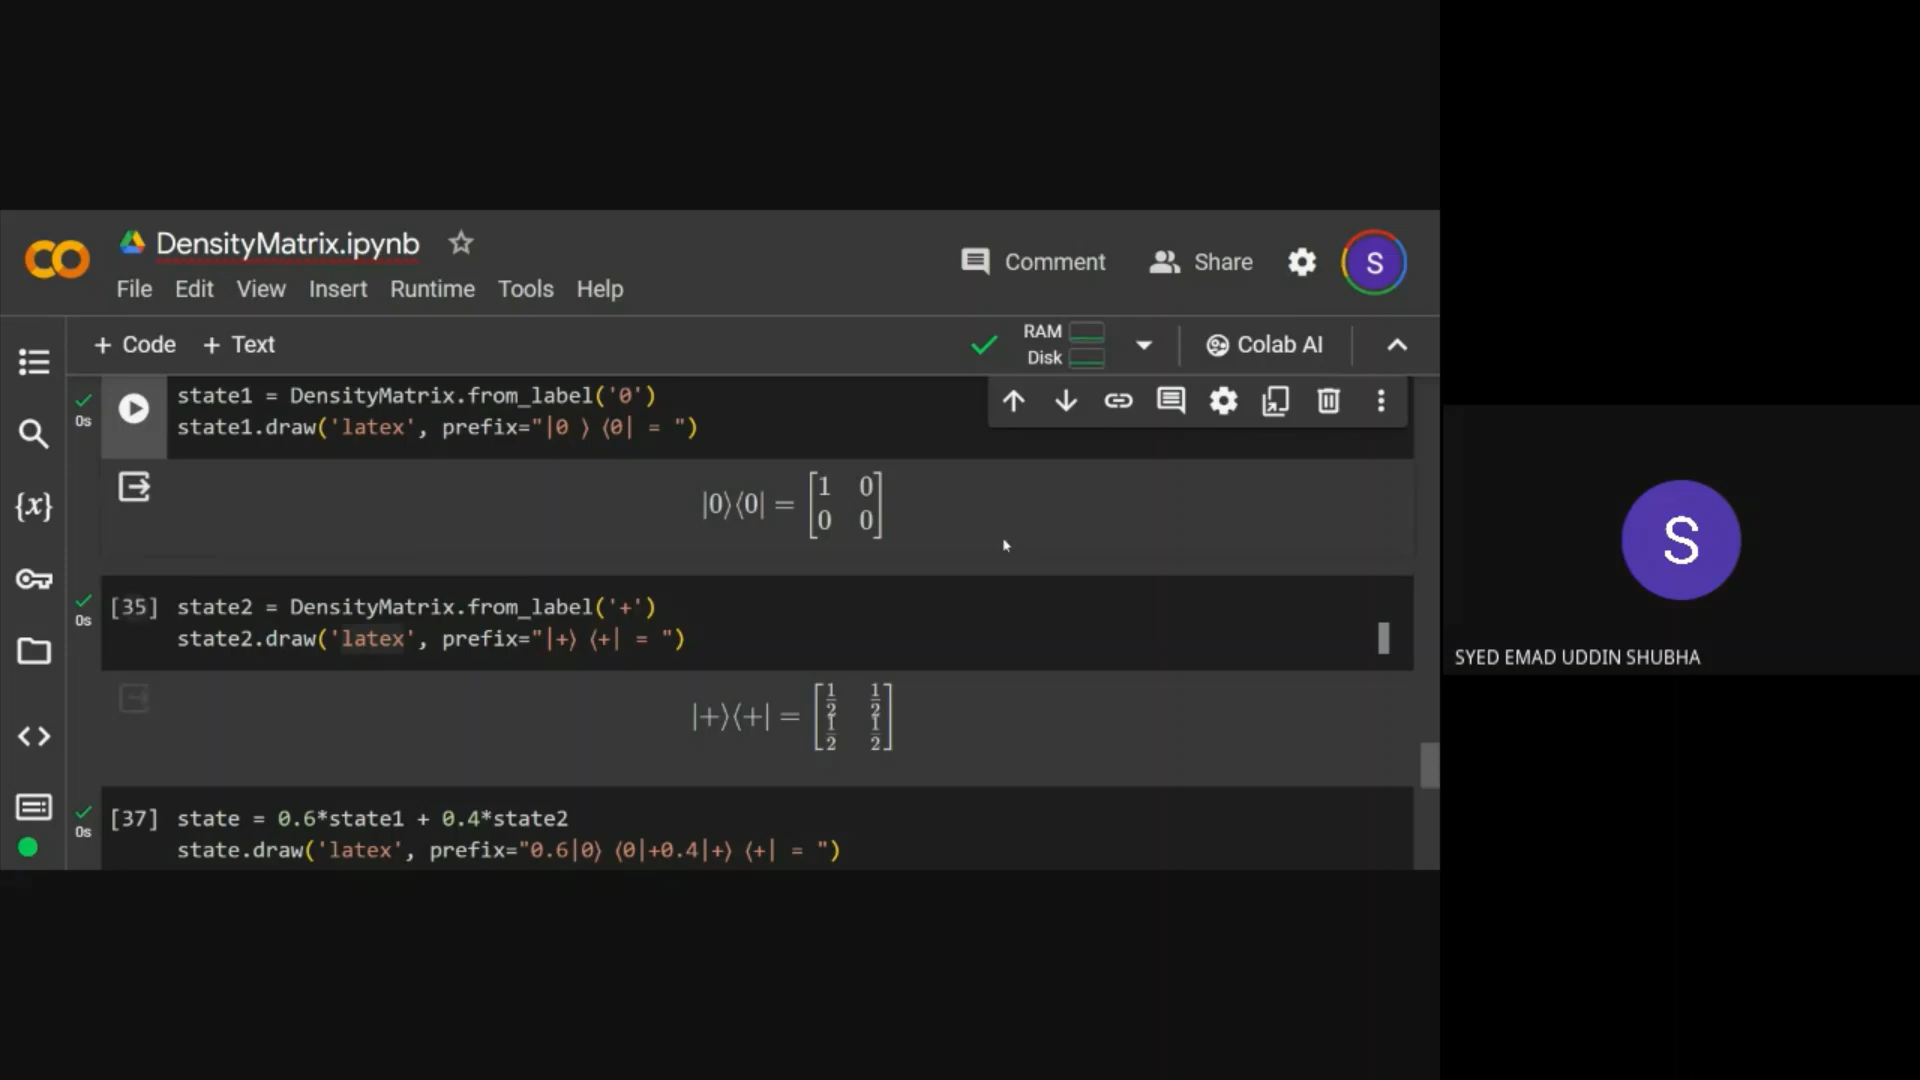 DensityMatrix.ipynb
File Edit View Insert Runtime Tools Help
Comment Share S
+ Code + Text
RAM
Disk
Colab AI
0s
state1 = DensityMatrix.from_label('0')
state1.draw('latex', prefix="|0 ⟩ ⟨0| = ")
{x}
|0⟩⟨0| = [1 0
0 0]
0s
[35] state2 = DensityMatrix.from_label('+')
state2.draw('latex', prefix="|+⟩ ⟨+| = ")
|+⟩⟨+| = [1/2 1/2
1/2 1/2]
0s
[37] state = 0.6*state1 + 0.4*state2
state.draw('latex', prefix="0.6|0⟩ ⟨0|+0.4|+⟩ ⟨+| = ")
S
SYED EMAD UDDIN SHUBHA